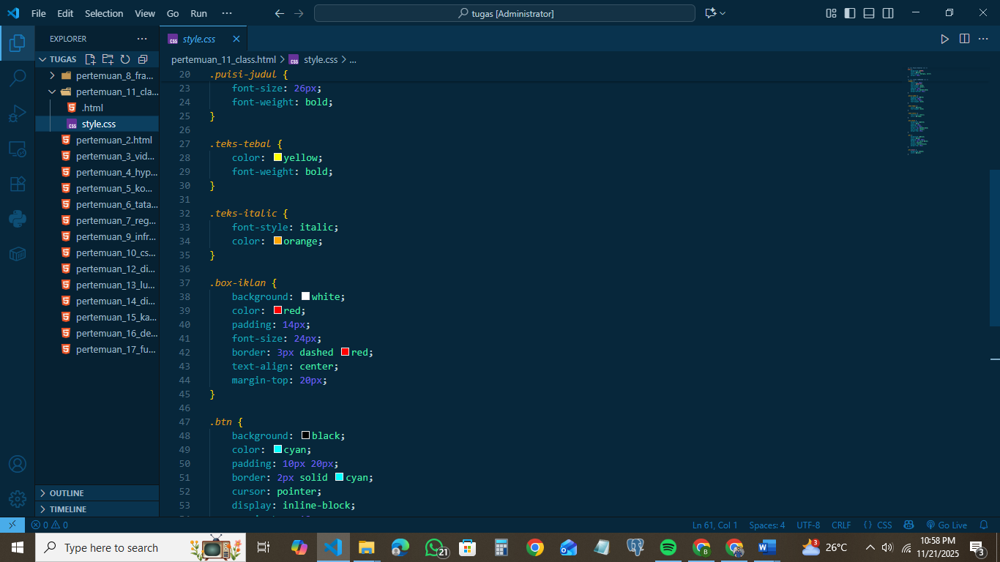 File Edit Selection View Go Run ··· tugas [Administrator]
EXPLORER ···
TUGAS
pertemuan_8_fra...
pertemuan_11_cla...
.html
style.css
pertemuan_2.html
pertemuan_3_vid...
pertemuan_4_hyp...
pertemuan_5_ko...
pertemuan_6_tata...
pertemuan_7_reg...
pertemuan_9_infr...
pertemuan_10_cs...
pertemuan_12_di...
pertemuan_13_lu...
pertemuan_14_di...
pertemuan_15_ka...
pertemuan_16_de...
pertemuan_17_fu...
OUTLINE
TIMELINE
style.css
pertemuan_11_class.html > style.css > ...
20 .puisi-judul {
23 font-size: 26px;
24 font-weight: bold;
25 }
26
27 .teks-tebal {
28 color: yellow;
29 font-weight: bold;
30 }
31
32 .teks-italic {
33 font-style: italic;
34 color: orange;
35 }
36
37 .box-iklan {
38 background: white;
39 color: red;
40 padding: 14px;
41 font-size: 24px;
42 border: 3px dashed red;
43 text-align: center;
44 margin-top: 20px;
45 }
46
47 .btn {
48 background: black;
49 color: cyan;
50 padding: 10px 20px;
51 border: 2px solid cyan;
52 cursor: pointer;
53 display: inline-block;
0 0 Ln 61, Col 1 Spaces: 4 UTF-8 CRLF { } CSS Go Live
Type here to search 21 3 26°C 10:58 PM
11/21/2025 3